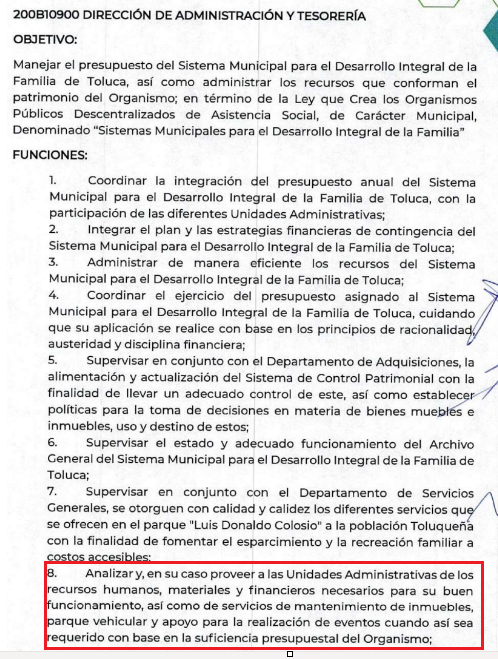 200B10900 DIRECCIÓN DE ADMINISTRACIÓN Y TESORERÍA
OBJETIVO:
Manejar el presupuesto del Sistema Municipal para el Desarrollo Integral de la
Familia de Toluca, así como administrar los recursos que conforman el
patrimonio del Organismo; en término de la Ley que Crea los Organismos
Públicos Descentralizados de Asistencia Social, de Carácter Municipal,
Denominado “Sistemas Municipales para el Desarrollo Integral de la Familia”
FUNCIONES:
1. Coordinar la integración del presupuesto anual del Sistema
Municipal para el Desarrollo Integral de la Familia de Toluca, con la
participación de las diferentes Unidades Administrativas;
2. Integrar el plan y las estrategias financieras de contingencia del
Sistema Municipal para el Desarrollo Integral de la Familia de Toluca;
3. Administrar de manera eficiente los recursos del Sistema
Municipal para el Desarrollo Integral de la Familia de Toluca;
4. Coordinar el ejercicio del presupuesto asignado al Sistema
Municipal para el Desarrollo Integral de la Familia de Toluca, cuidando
que su aplicación se realice con base en los principios de racionalidad,
austeridad y disciplina financiera;
5. Supervisar en conjunto con el Departamento de Adquisiciones, la
alimentación y actualización del Sistema de Control Patrimonial con la
finalidad de llevar un adecuado control de este, así como establecer
políticas para la toma de decisiones en materia de bienes muebles e
inmuebles, uso y destino de estos;
6. Supervisar el estado y adecuado funcionamiento del Archivo
General del Sistema Municipal para el Desarrollo Integral de la Familia de
Toluca;
7. Supervisar en conjunto con el Departamento de Servicios
Generales, se otorguen con calidad y calidez los diferentes servicios que
se ofrecen en el parque "Luis Donaldo Colosio" a la población Toluqueña
con la finalidad de fomentar el esparcimiento y la recreación familiar a
costos accesibles;
8. Analizar y, en su caso proveer a las Unidades Administrativas de los
recursos humanos, materiales y financieros necesarios para su buen
funcionamiento, así como de servicios de mantenimiento de inmuebles,
parque vehicular y apoyo para la realización de eventos cuando así sea
requerido con base en la suficiencia presupuestal del Organismo;